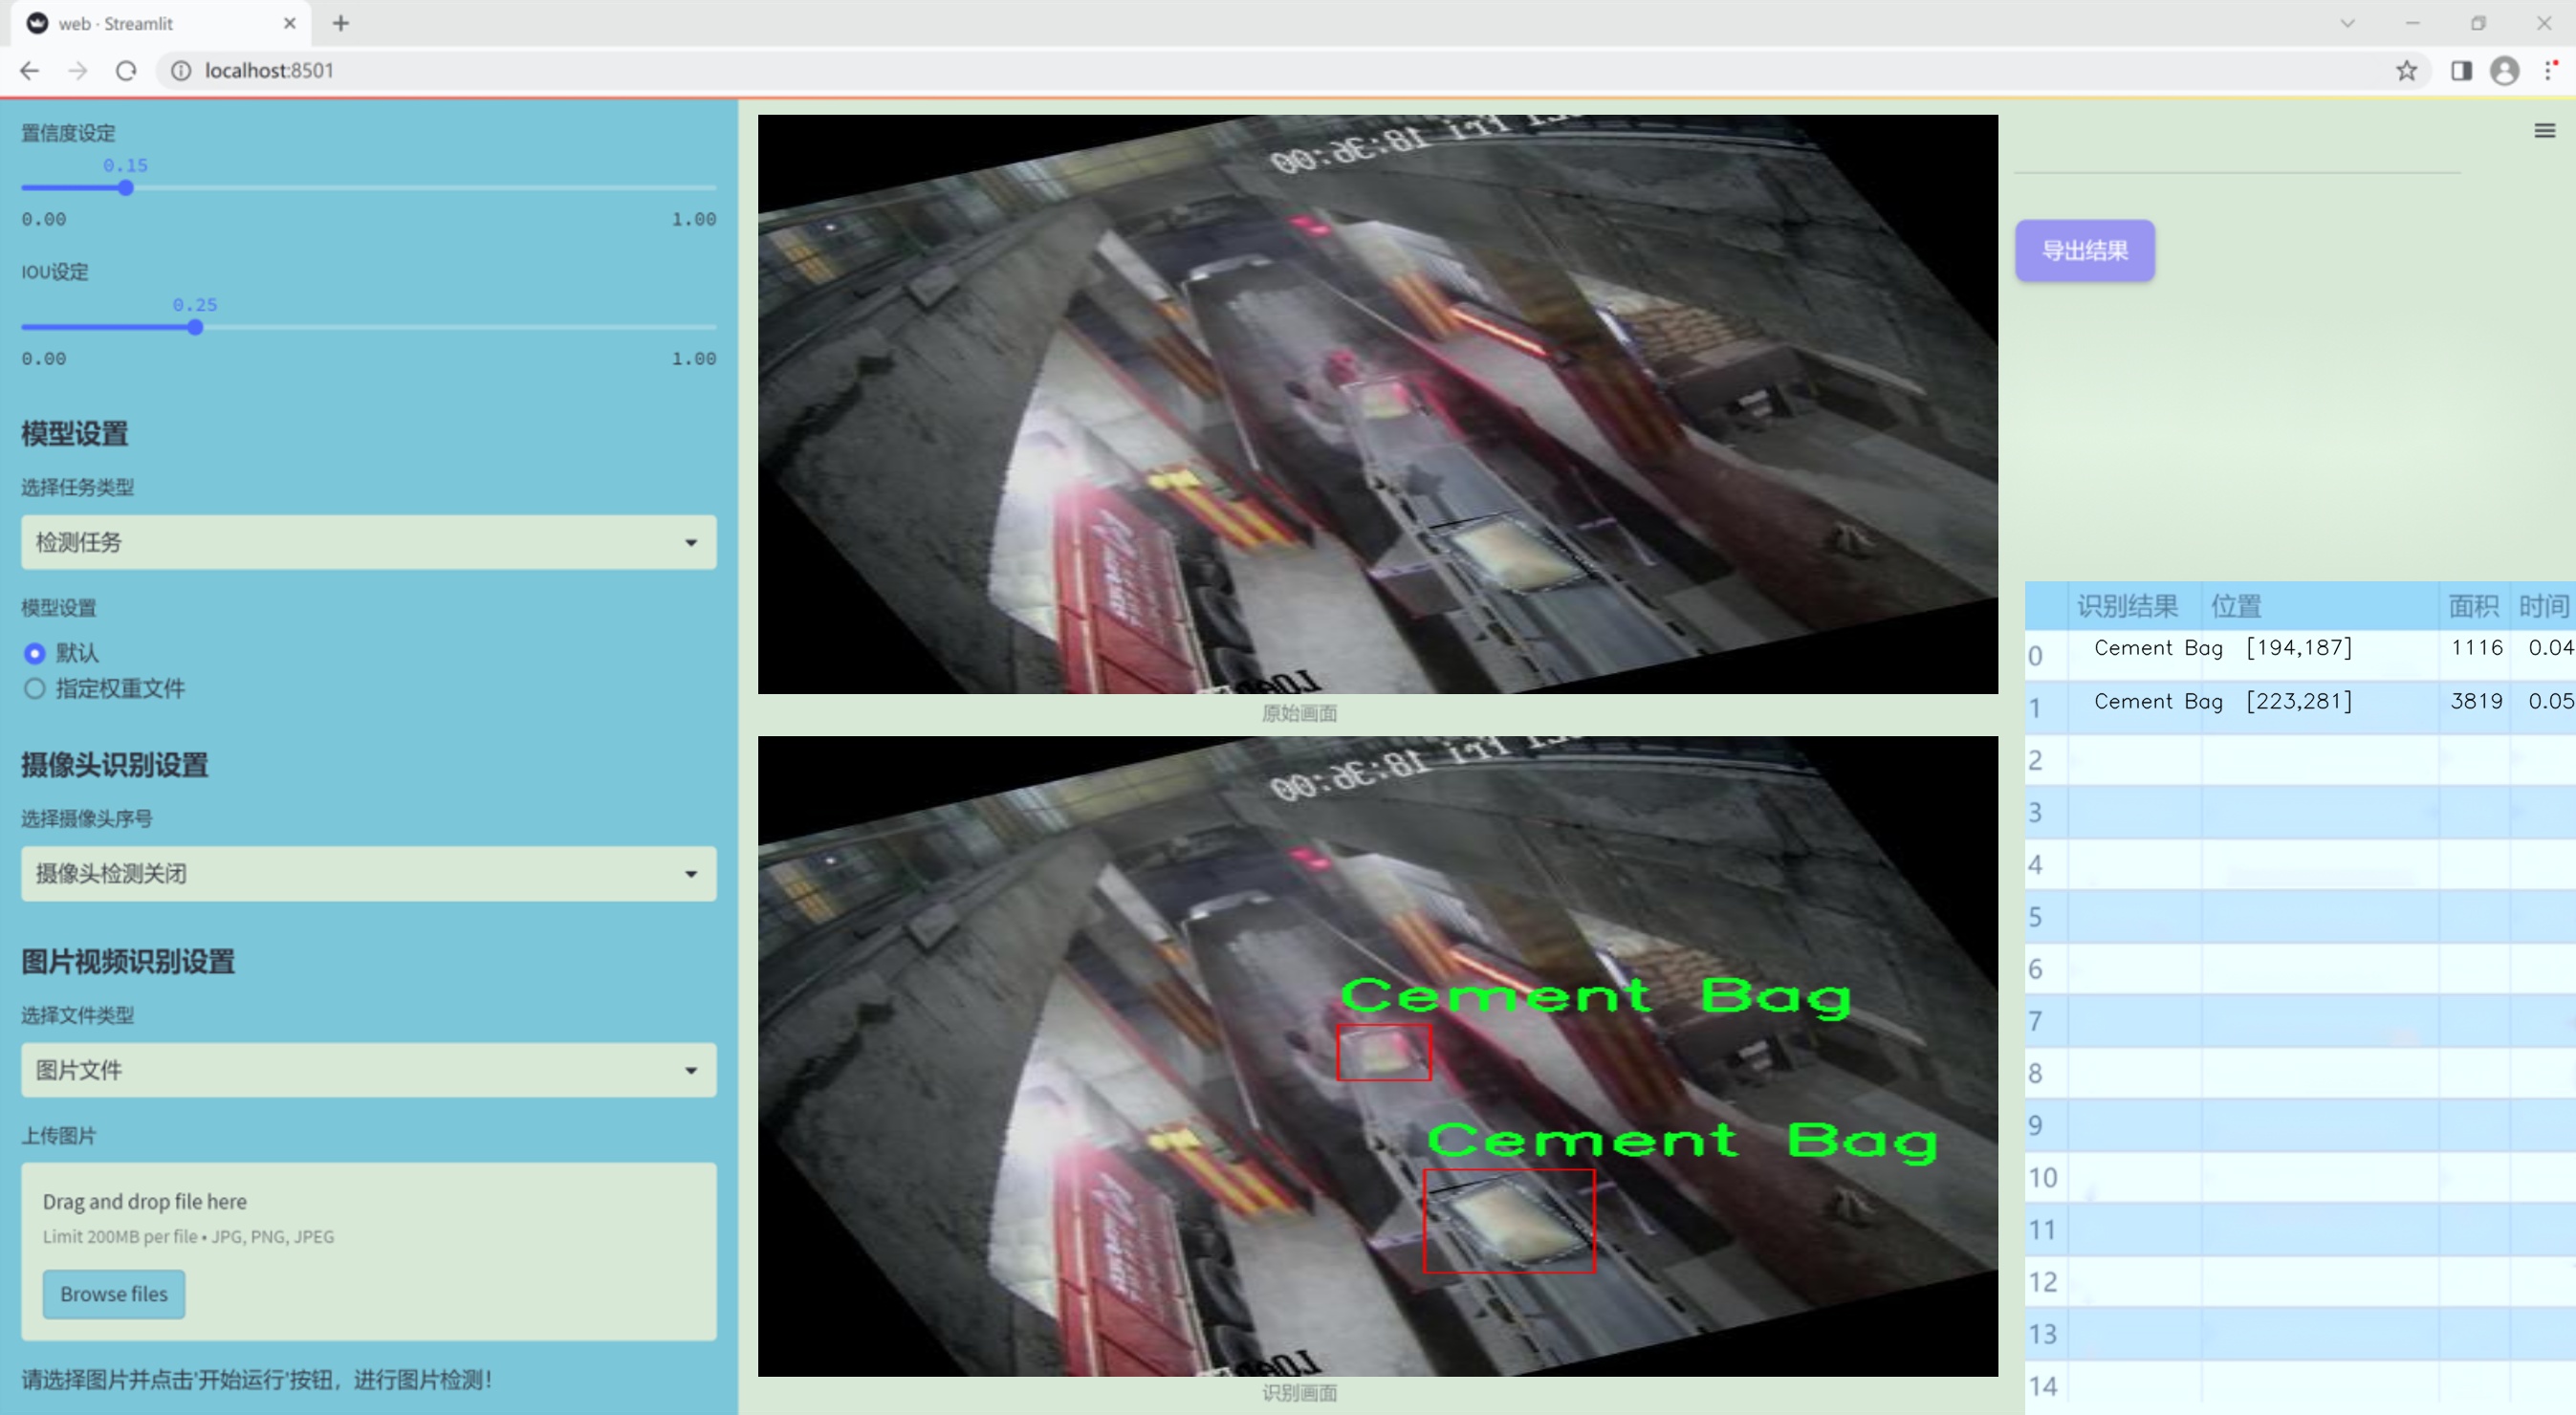 web · Streamlit
localhost:8501
置信度设定
0.15
0.00 1.00
IOU设定
0.25
0.00 1.00
模型设置
选择任务类型
检测任务
模型设置
默认
指定权重文件
摄像头识别设置
选择摄像头序号
摄像头检测关闭
图片视频识别设置
选择文件类型
图片文件
上传图片
Drag and drop file here
Limit 200MB per file • JPG, PNG, JPEG
Browse files
请选择图片并点击'开始运行'按钮，进行图片检测！
Fri 18:36:00
原始画面
Fri 18:36:00
Cement Bag
Cement Bag
识别画面
导出结果
识别结果 位置 面积 时间
0 Cement Bag [194,187] 1116 0.04
1 Cement Bag [223,281] 3819 0.05
2
3
4
5
6
7
8
9
10
11
12
13
14